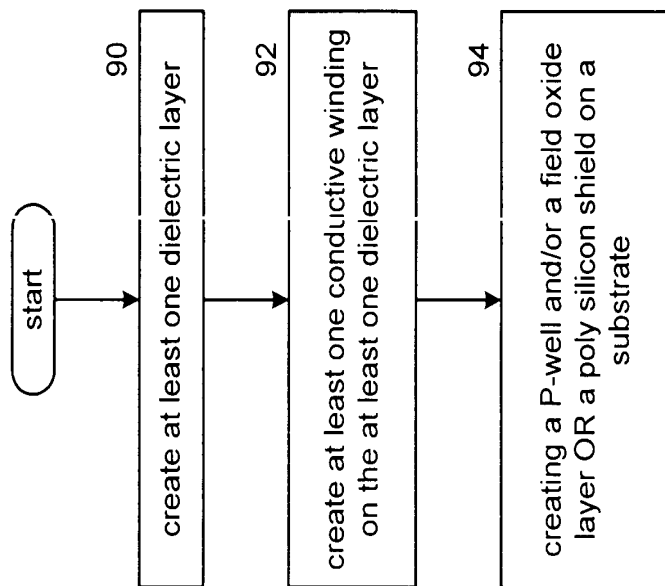 start
90
create at least one dielectric layer
92
create at least one conductive winding
on the at least one dielectric layer
94
creating a P-well and/or a field oxide
layer OR a poly silicon shield on a
substrate